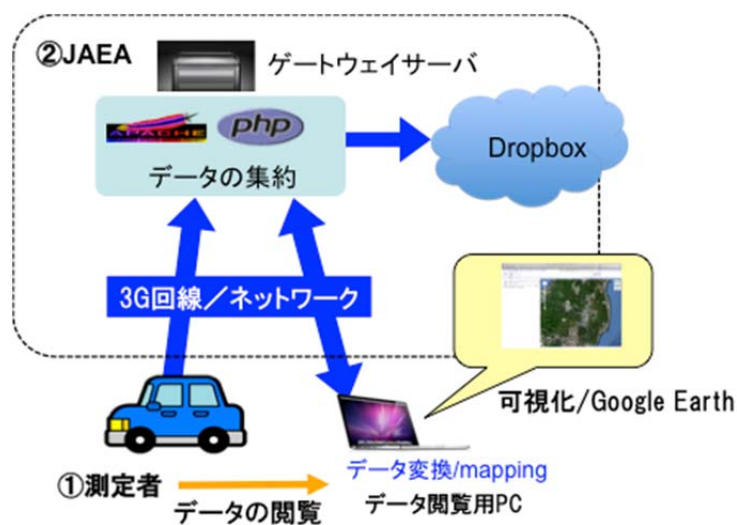 ②JAEA
ゲートウェイサーバ
APACHE
php
データの集約
Dropbox
3G回線／ネットワーク
可視化/Google Earth
データ変換/mapping
①測定者
データの閲覧
データ閲覧用PC